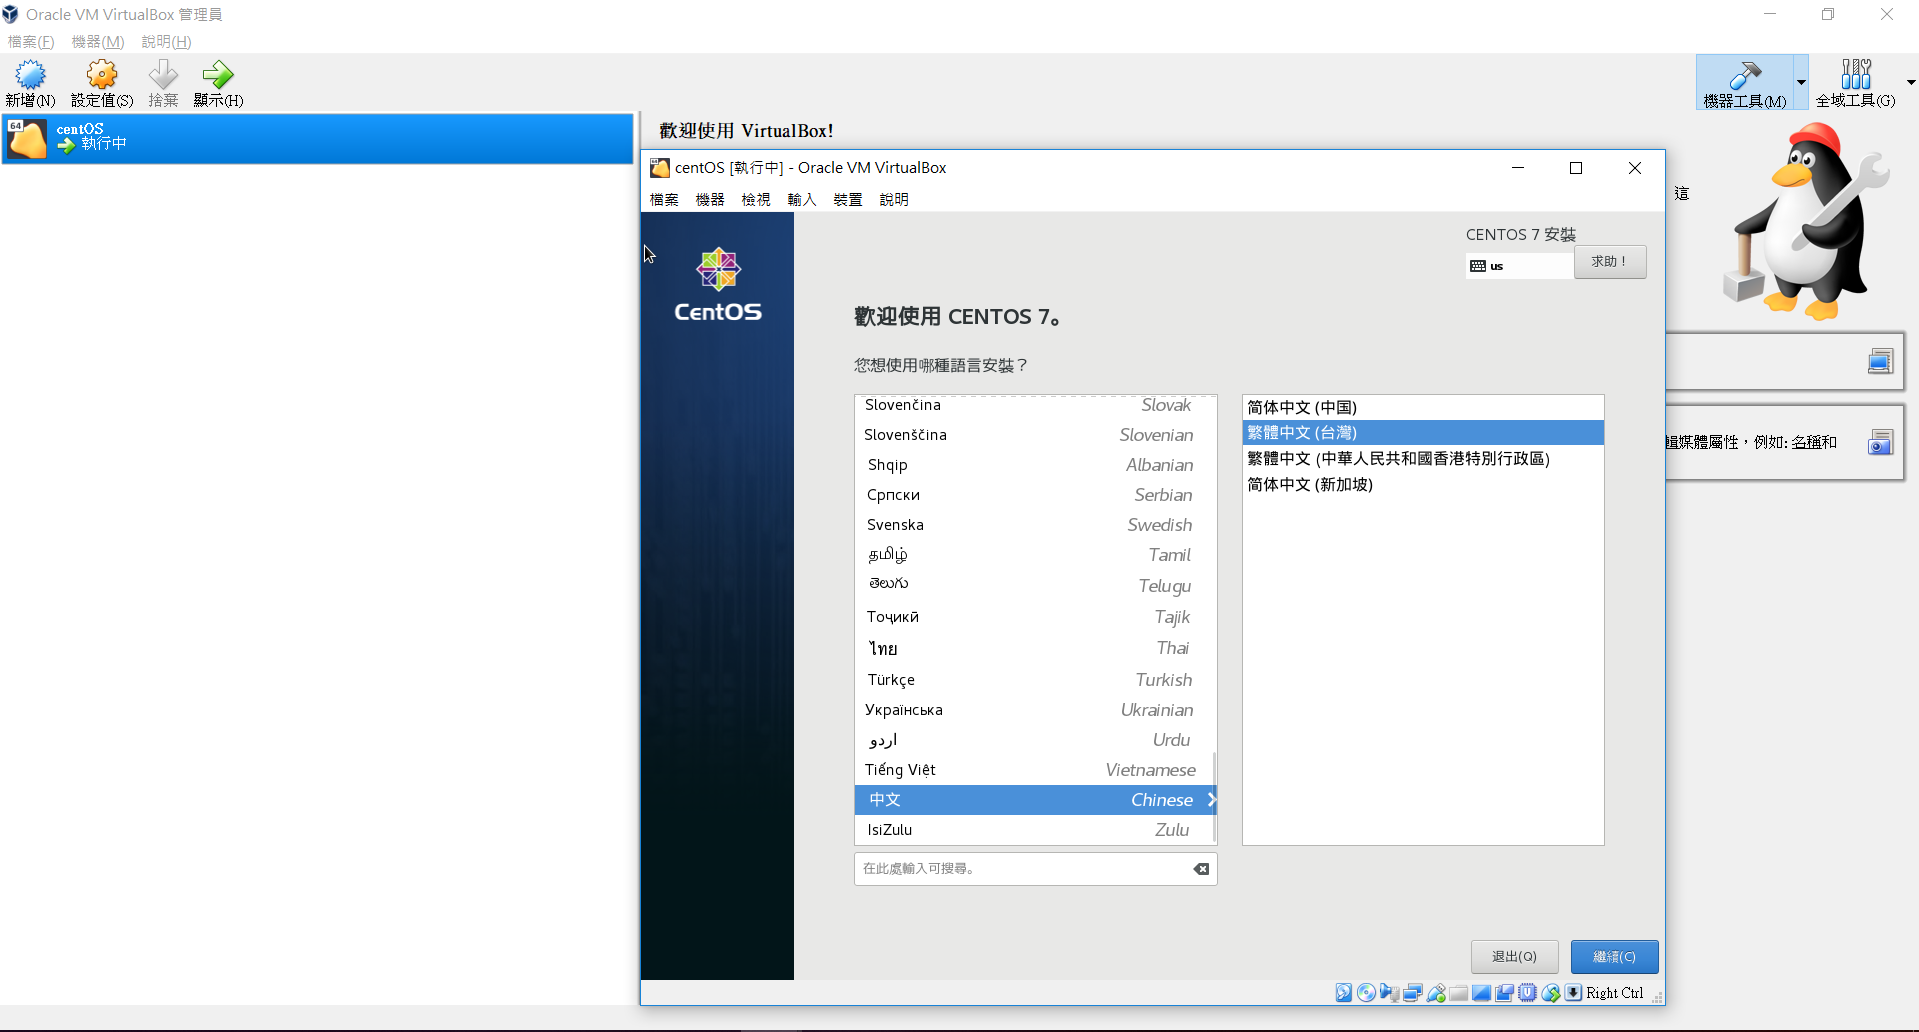 Oracle VM VirtualBox 管理員
檔案(F) 機器(M) 說明(H)
新增(N) 設定值(S) 捨棄 顯示(H)
機器工具(M) 全域工具(G)
64
centOS
執行中
歡迎使用 VirtualBox!
這
輯媒體屬性，例如: 名稱和
centOS [執行中] - Oracle VM VirtualBox
檔案 機器 檢視 輸入 裝置 說明
CentOS
CENTOS 7 安裝
us
求助！
歡迎使用 CENTOS 7。
您想使用哪種語言安裝？
Slovenčina Slovak
Slovenščina Slovenian
Shqip Albanian
Српски Serbian
Svenska Swedish
தமிழ் Tamil
తెలుగు Telugu
Тоҷикӣ Tajik
ไทย Thai
Türkçe Turkish
Українська Ukrainian
اردو Urdu
Tiếng Việt Vietnamese
中文 Chinese
IsiZulu Zulu
简体中文 (中国)
繁體中文 (台灣)
繁體中文 (中華人民共和國香港特別行政區)
简体中文 (新加坡)
在此處輸入可搜尋。
退出(Q) 繼續(C)
Right Ctrl